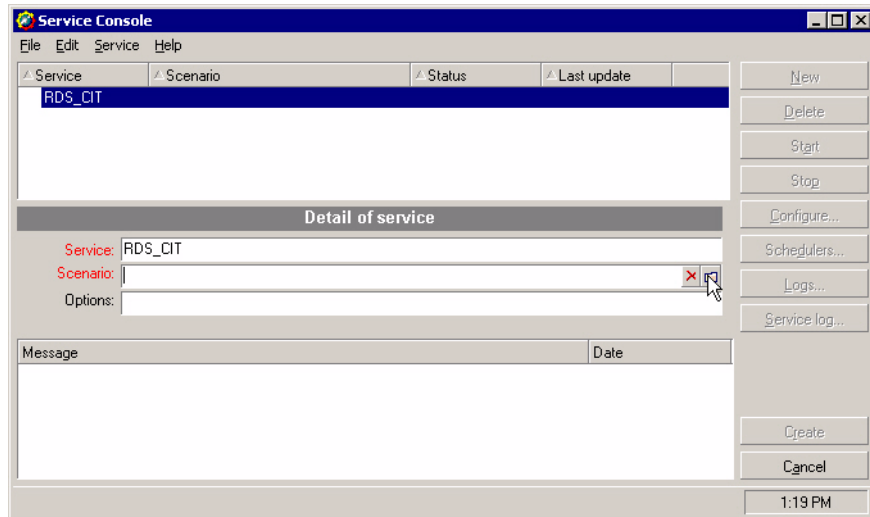 Service Console
File Edit Service Help
Service Scenario Status Last update
RDS_CIT
New
Delete
Start
Stop
Detail of service
Configure...
Service: RDS_CIT
Schedulers...
Scenario:
Logs...
Options:
Service log...
Message Date
Create
Cancel
1:19 PM